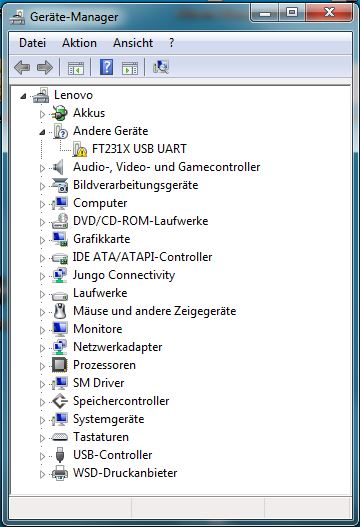 Geräte-Manager
Datei Aktion Ansicht ?
Lenovo
Akkus
Andere Geräte
FT231X USB UART
Audio-, Video- und Gamecontroller
Bildverarbeitungsgeräte
Computer
DVD/CD-ROM-Laufwerke
Grafikkarte
IDE ATA/ATAPI-Controller
Jungo Connectivity
Laufwerke
Mäuse und andere Zeigegeräte
Monitore
Netzwerkadapter
Prozessoren
SM Driver
Speichercontroller
Systemgeräte
Tastaturen
USB-Controller
WSD-Druckanbieter